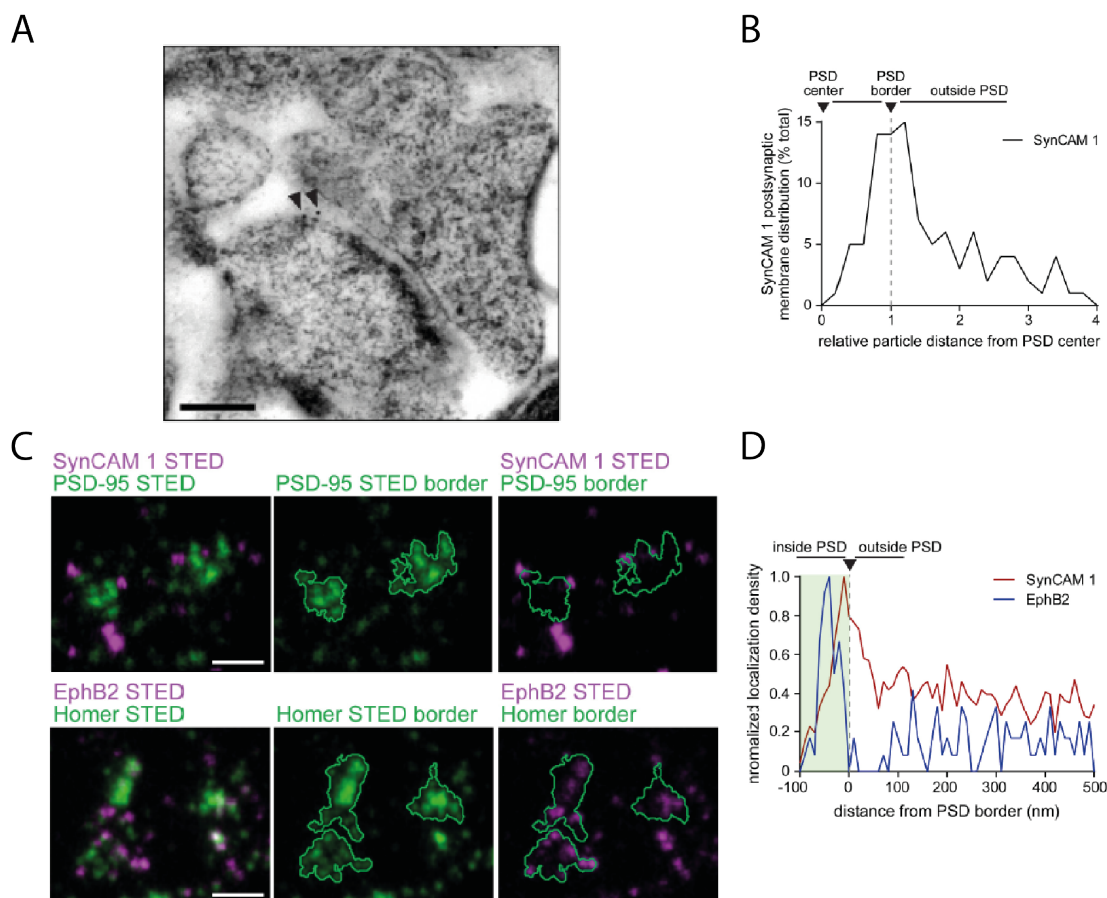 A
B
PSD center
PSD border
outside PSD
SynCAM 1 postsynaptic
membrane distribution (% total)
15
10
5
0
SynCAM 1
0 1 2 3 4
relative particle distance from PSD center
C
SynCAM 1 STED
PSD-95 STED
PSD-95 STED border
SynCAM 1 STED
PSD-95 border
EphB2 STED
Homer STED
Homer STED border
EphB2 STED
Homer border
D
inside PSD
outside PSD
SynCAM 1
EphB2
nrormalized localization density
1.0
0.8
0.6
0.4
0.2
0
-100 0 100 200 300 400 500
distance from PSD border (nm)